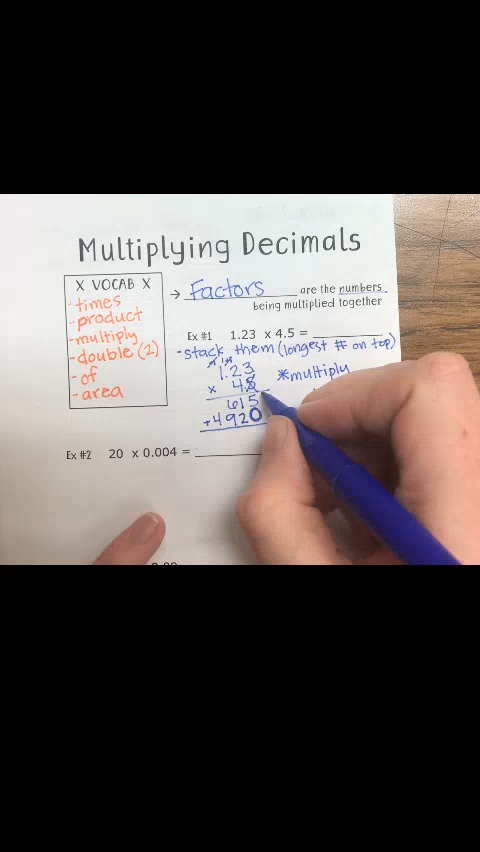 Multiplying Decimals
X VOCAB X
-times
-product
-multiply
-double (2)
-of
-area
→ Factors are the numbers
being multiplied together
Ex #1 1.23 x 4.5 =
-stack them (longest # on top)
1.23
x 4.5
615
+4920
*multiply
Ex #2 20 x 0.004 =